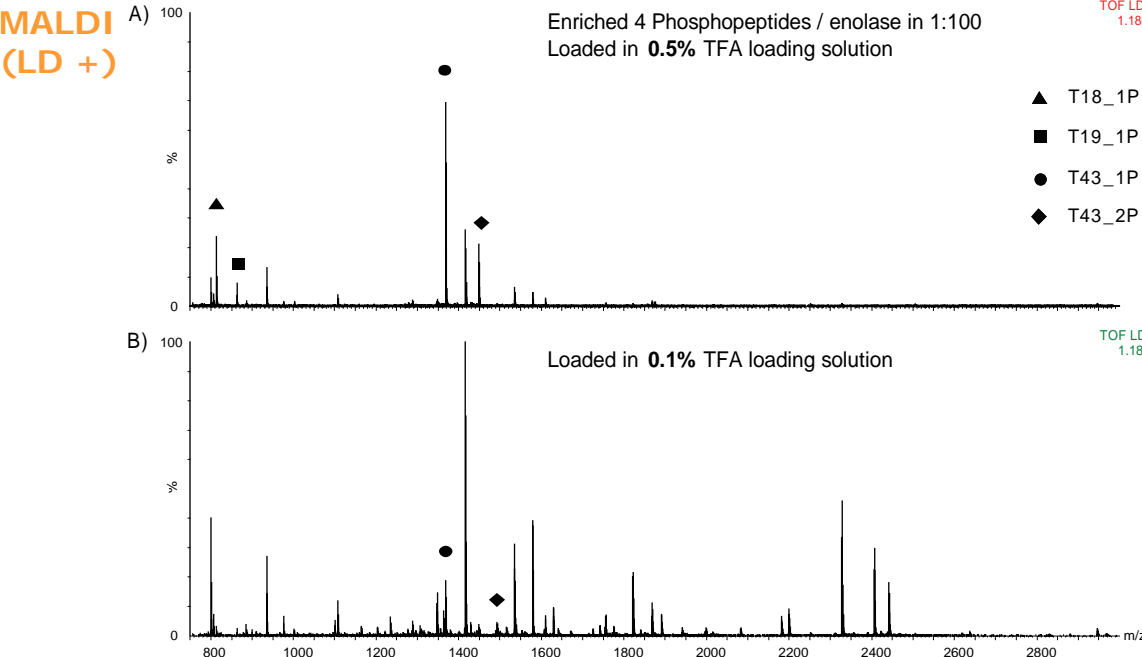 MALDI
(LD +)
A)
100
%
0
Enriched 4 Phosphopeptides / enolase in 1:100
Loaded in 0.5% TFA loading solution
TOF LD
1.18
T18_1P
T19_1P
T43_1P
T43_2P
B)
100
%
0
Loaded in 0.1% TFA loading solution
TOF LD
1.18
800 1000 1200 1400 1600 1800 2000 2200 2400 2600 2800 m/z